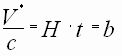 V*/c = H · t = b